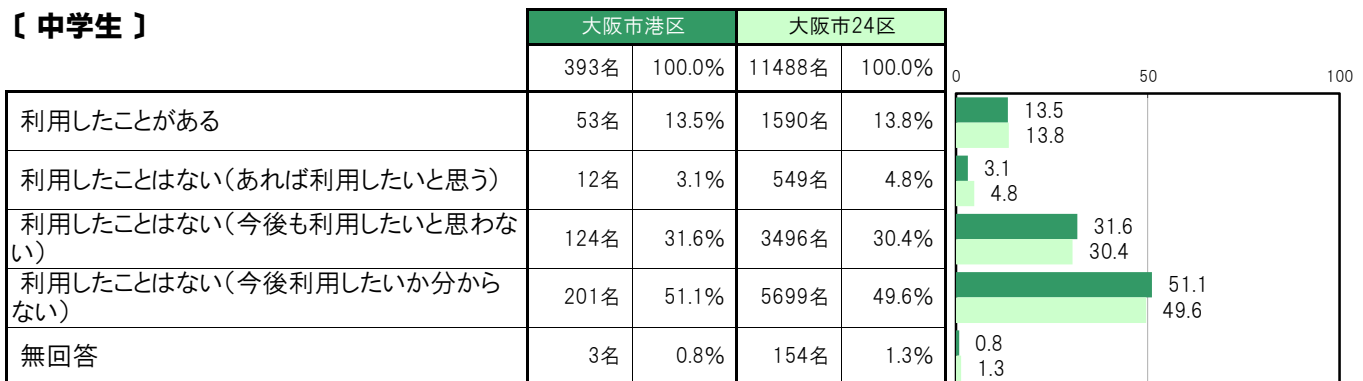 〔 中学生 〕
大阪市港区 大阪市24区
393名 100.0% 11488名 100.0%
0 50 100
利用したことがある 53名 13.5% 1590名 13.8%
13.5
13.8
利用したことはない（あれば利用したいと思う） 12名 3.1% 549名 4.8%
3.1
4.8
利用したことはない（今後も利用したいと思わな
い） 124名 31.6% 3496名 30.4%
31.6
30.4
利用したことはない（今後利用したいか分から
ない） 201名 51.1% 5699名 49.6%
51.1
49.6
無回答 3名 0.8% 154名 1.3%
0.8
1.3